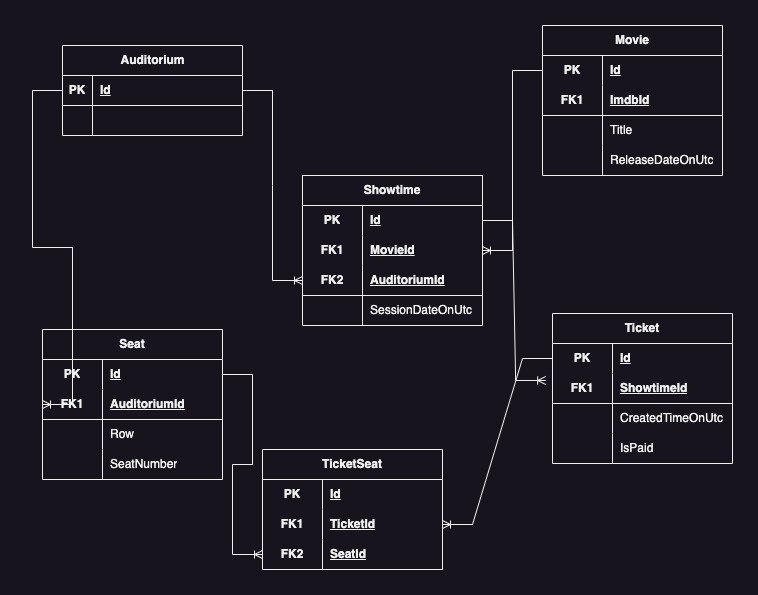 Auditorium
PK Id
Movie
PK Id
FK1 ImdbId
Title
ReleaseDateOnUtc
Showtime
PK Id
FK1 MovieId
FK2 AuditoriumId
SessionDateOnUtc
Seat
PK Id
FK1 AuditoriumId
Row
SeatNumber
Ticket
PK Id
FK1 ShowtimeId
CreatedTimeOnUtc
IsPaid
TicketSeat
PK Id
FK1 TicketId
FK2 SeatId